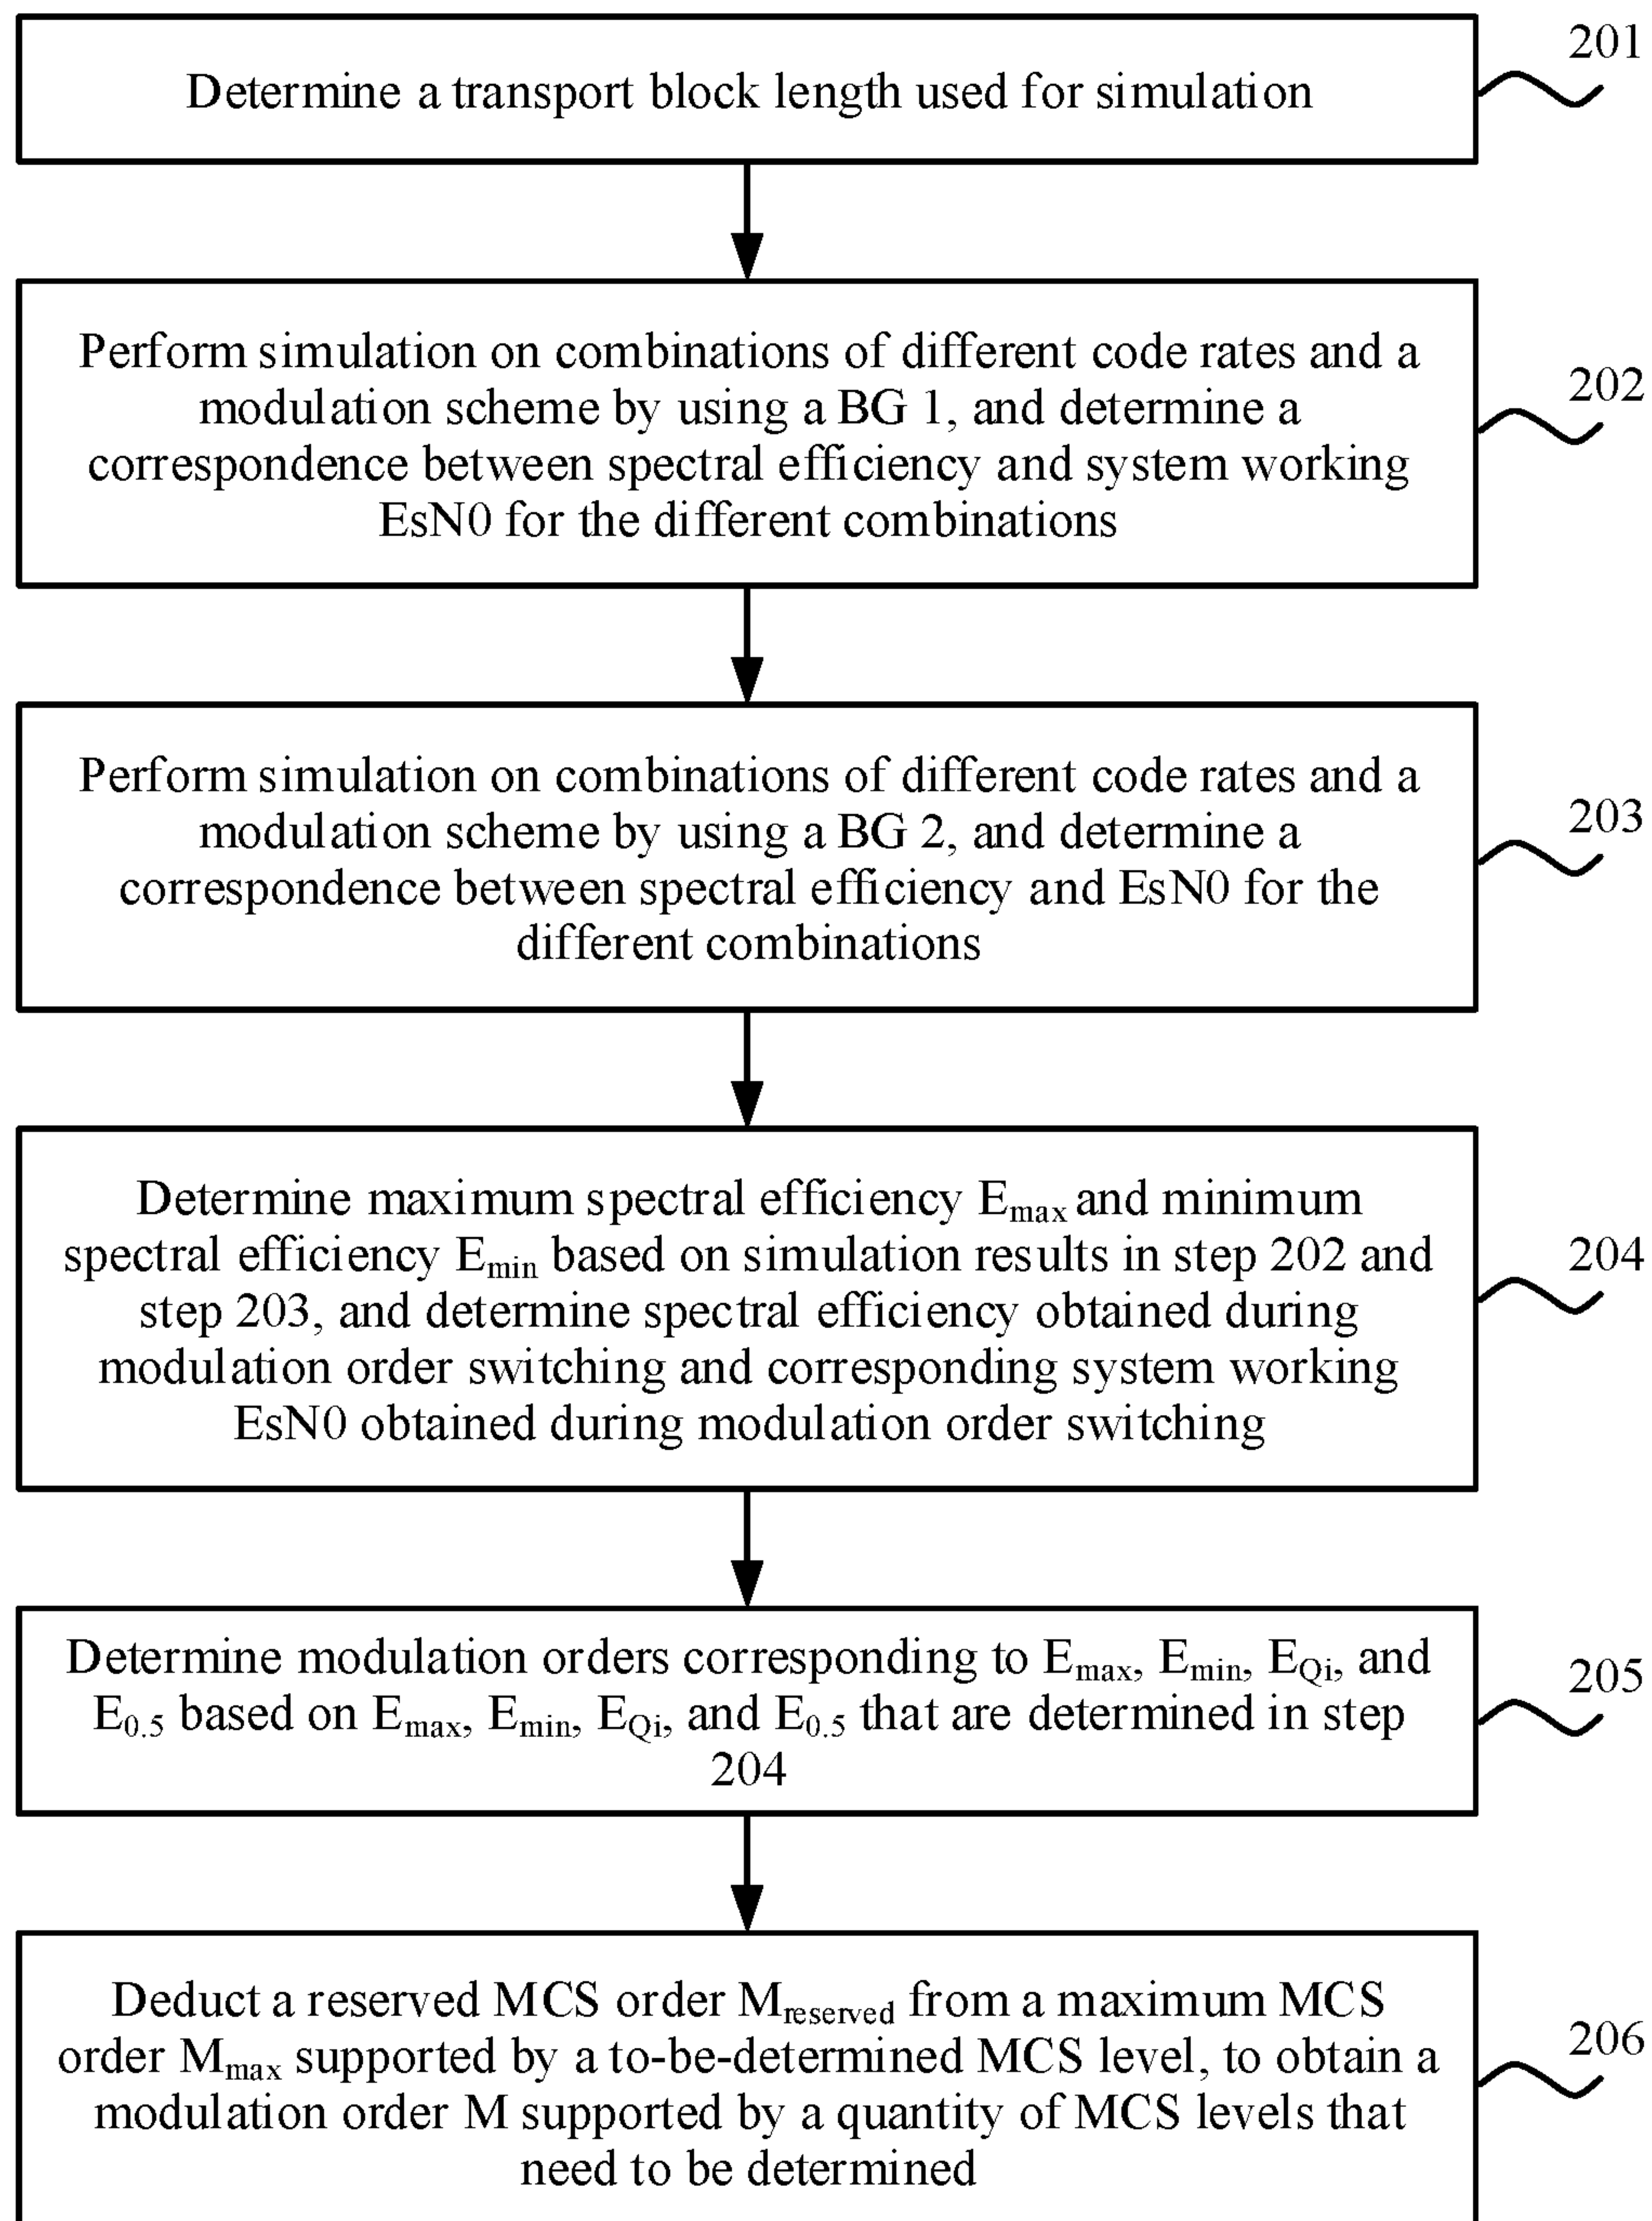 Determine a transport block length used for simulation
201
Perform simulation on combinations of different code rates and a
modulation scheme by using a BG 1, and determine a
correspondence between spectral efficiency and system working
EsN0 for the different combinations
202
Perform simulation on combinations of different code rates and a
modulation scheme by using a BG 2, and determine a
correspondence between spectral efficiency and EsN0 for the
different combinations
203
Determine maximum spectral efficiency Emax and minimum
spectral efficiency Emin based on simulation results in step 202 and
step 203, and determine spectral efficiency obtained during
modulation order switching and corresponding system working
EsN0 obtained during modulation order switching
204
Determine modulation orders corresponding to Emax, Emin, EQi, and
E0.5 based on Emax, Emin, EQi, and E0.5 that are determined in step
204
205
Deduct a reserved MCS order Mreserved from a maximum MCS
order Mmax supported by a to-be-determined MCS level, to obtain a
modulation order M supported by a quantity of MCS levels that
need to be determined
206